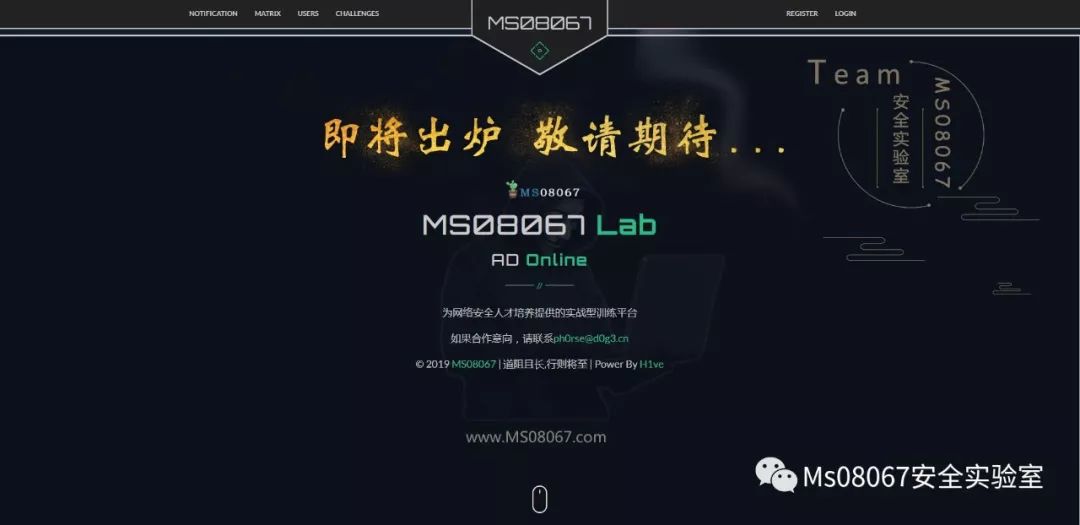 NOTIFICATION MATRIX USERS CHALLENGES
MS08067
REGISTER LOGIN
Team
MS08067
安全实验室
即将出炉 敬请期待...
MS08067
MS08067 Lab
AD Online
//
为网络安全人才培养提供的实战型训练平台
如果合作意向，请联系ph0rse@d0g3.cn
© 2019 MS08067 | 道阻且长,行则将至 | Power By H1ve
www.MS08067.com
Ms08067安全实验室